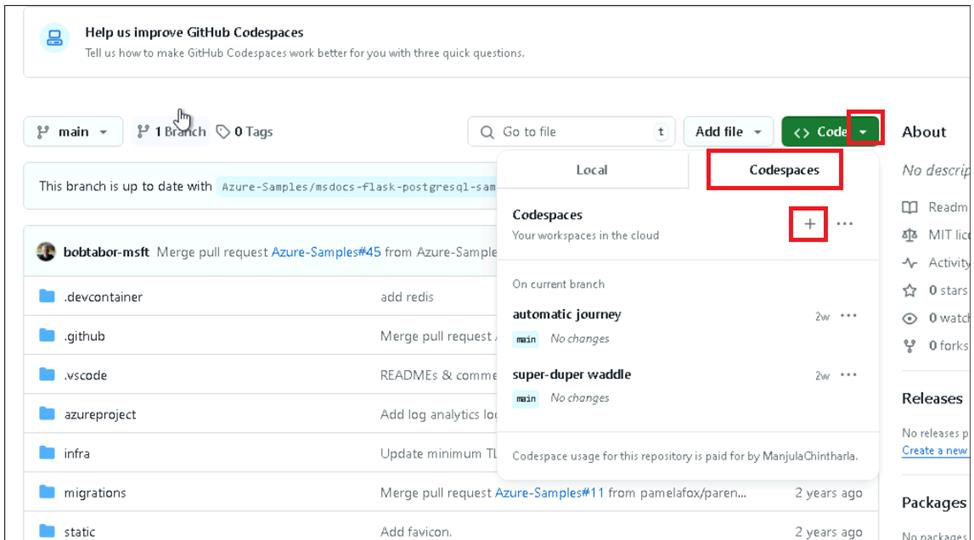 Help us improve GitHub Codespaces
Tell us how to make GitHub Codespaces work better for you with three quick questions.
main 1 Branch 0 Tags Go to file t Add file Code About
Local Codespaces No descrip
This branch is up to date with Azure-Samples/msdocs-flask-postgresql-sam
Codespaces
Your workspaces in the cloud
Readm
MIT lic
Activity
0 stars
0 watch
0 forks
bobtabor-msft Merge pull request Azure-Samples#45 from Azure-Sample
On current branch
.devcontainer add redis
automatic journey 2w
main No changes
.github Merge pull request
.vscode READMEs & comme
super-duper waddle 2w
main No changes
Releases
azureproject Add log analytics loc
No releases p
Create a new
infra Update minimum TL
Codespace usage for this repository is paid for by ManjulaChintharla.
migrations Merge pull request Azure-Samples#11 from pamelafox/paren... 2 years ago
Packages
static Add favicon. 2 years ago
No packages